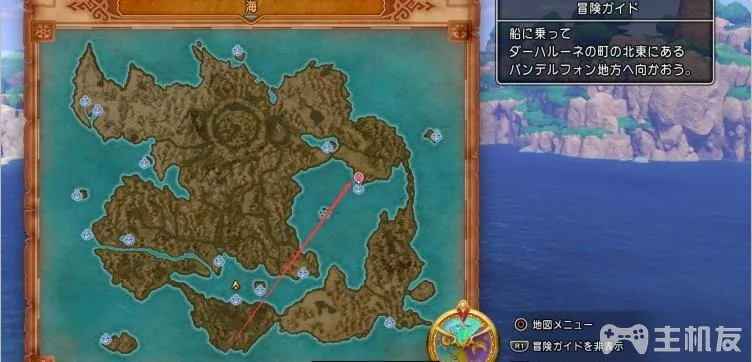 海
冒険ガイド
船に乗って
ダーハルーネの町の北東にある
バンデルフォン地方へ向かおう。
地図メニュー
R1 冒険ガイドを非表示
主机友